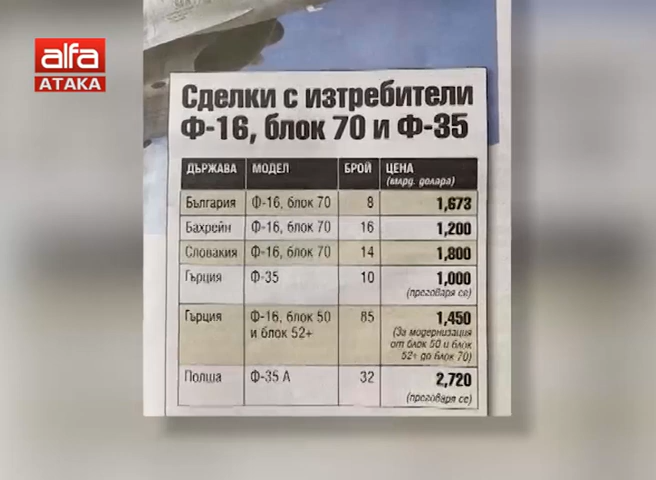 alfa
АТАКА
Сделки с изтребители
Ф-16, блок 70 и Ф-35
ДЪРЖАВА МОДЕЛ БРОЙ ЦЕНА
(млрд. долара)
България Ф-16, блок 70 8 1,673
Бахрейн Ф-16, блок 70 16 1,200
Словакия Ф-16, блок 70 14 1,800
Гърция Ф-35 10 1,000
(преговаря се)
Гърция Ф-16, блок 50 85 1,450
и блок 52+ (За модернизация
от блок 50 и блок
52+ до блок 70)
Полша Ф-35 А 32 2,720
(преговаря се)